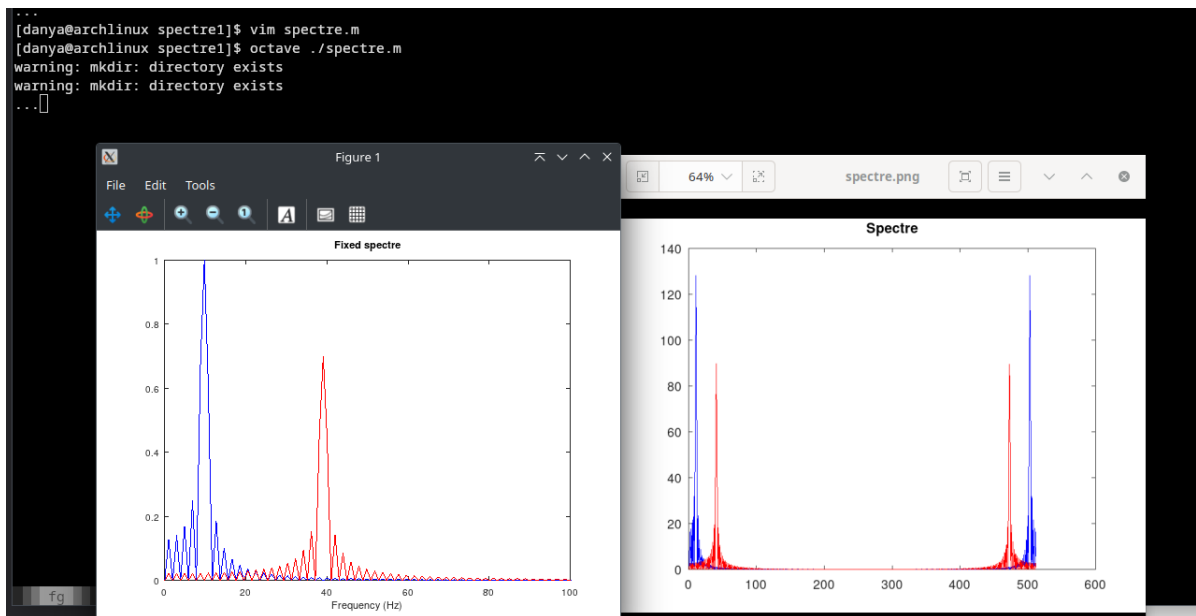 ...
[danya@archlinux spectre1]$ vim spectre.m
[danya@archlinux spectre1]$ octave ./spectre.m
warning: mkdir: directory exists
warning: mkdir: directory exists
...
Figure 1
File Edit Tools
A
Fixed spectre
1
0.8
0.6
0.4
0.2
0
0 20 40 60 80 100
Frequency (Hz)
64%
spectre.png
Spectre
140
120
100
80
60
40
20
0
0 100 200 300 400 500 600
fg